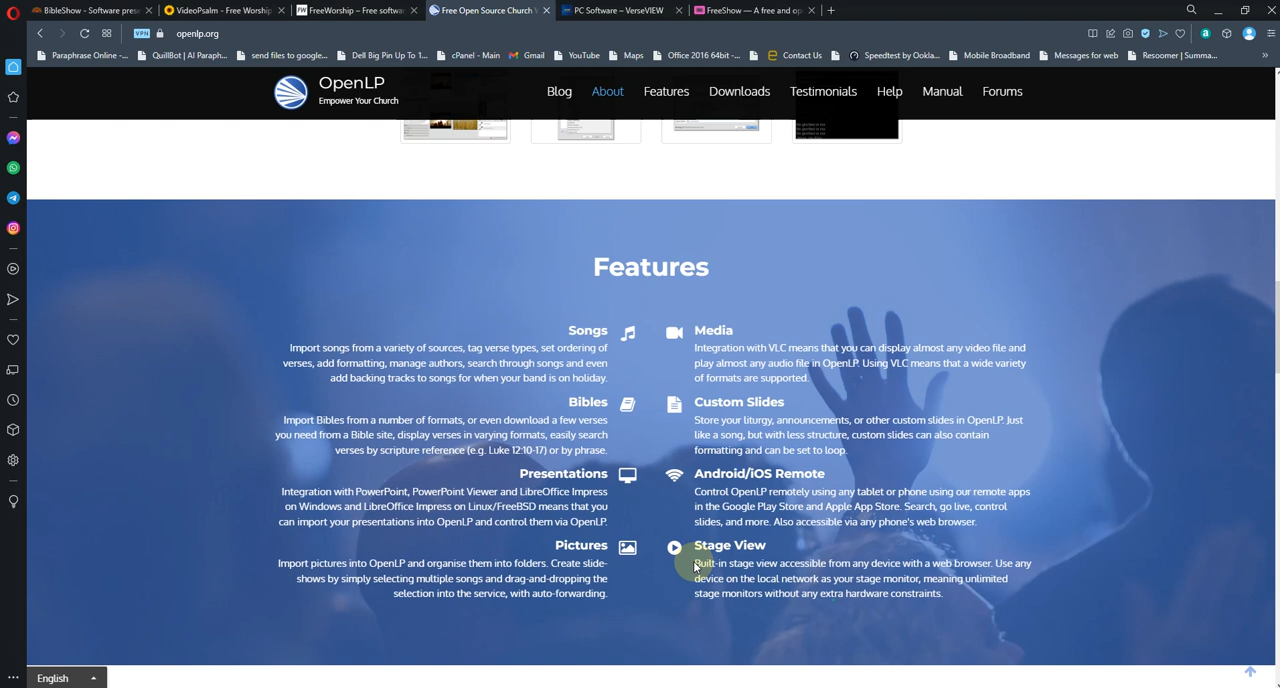 BibleShow - Software prese
VideoPsalm - Free Worship
FW FreeWorship – Free softwa
Free Open Source Church
PC Software – VerseVIEW
FreeShow — A free and op
VPN
openlp.org
Paraphrase Online -...
QuillBot | AI Paraph...
send files to google...
Dell Big Pin Up To 1...
cPanel - Main
Gmail
YouTube
Maps
Office 2016 64bit -...
Contact Us
Speedtest by Ookla...
Mobile Broadband
Messages for web
Resoomer | Summa...
OpenLP
Empower Your Church
Blog
About
Features
Downloads
Testimonials
Help
Manual
Forums
Features
Songs
Import songs from a variety of sources, tag verse types, set ordering of
verses, add formatting, manage authors, search through songs and even
add backing tracks to songs for when your band is on holiday.
Bibles
Import Bibles from a number of formats, or even download a few verses
you need from a Bible site, display verses in varying formats, easily search
verses by scripture reference (e.g. Luke 12:10-17) or by phrase.
Presentations
Integration with PowerPoint, PowerPoint Viewer and LibreOffice Impress
on Windows and LibreOffice Impress on Linux/FreeBSD means that you
can import your presentations into OpenLP and control them via OpenLP.
Pictures
Import pictures into OpenLP and organise them into folders. Create slide-
shows by simply selecting multiple songs and drag-and-dropping the
selection into the service, with auto-forwarding.
Media
Integration with VLC means that you can display almost any video file and
play almost any audio file in OpenLP. Using VLC means that a wide variety
of formats are supported.
Custom Slides
Store your liturgy, announcements, or other custom slides in OpenLP. Just
like a song, but with less structure, custom slides can also contain
formatting and can be set to loop.
Android/iOS Remote
Control OpenLP remotely using any tablet or phone using our remote apps
in the Google Play Store and Apple App Store. Search, go live, control
slides, and more. Also accessible via any phone's web browser.
Stage View
Built-in stage view accessible from any device with a web browser. Use any
device on the local network as your stage monitor, meaning unlimited
stage monitors without any extra hardware constraints.
English